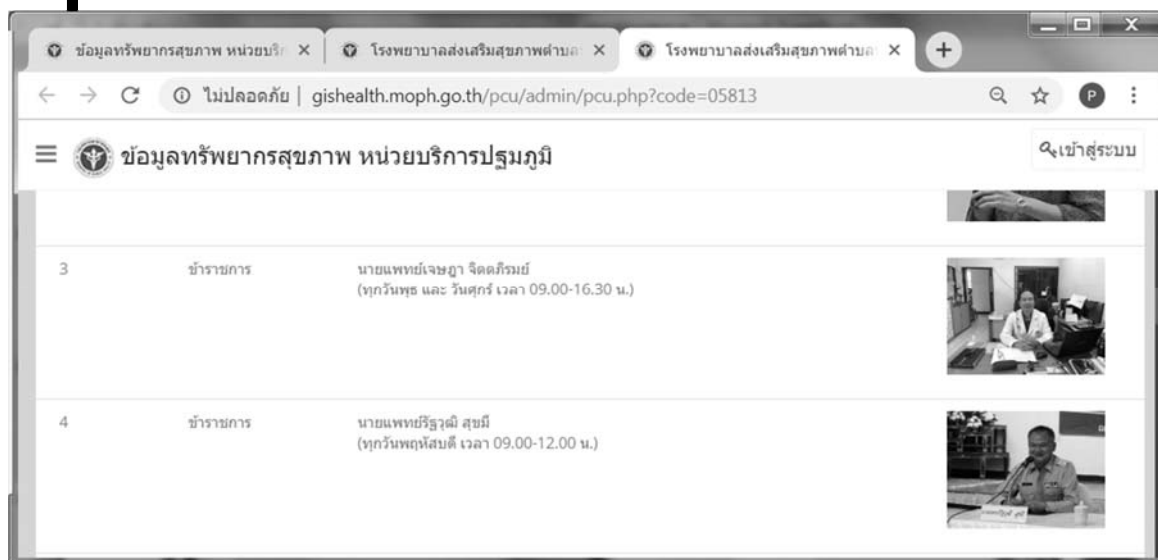 ข้อมูลทรัพยากรสุขภาพ หน่วยบริก
โรงพยาบาลส่งเสริมสุขภาพตำบล
โรงพยาบาลส่งเสริมสุขภาพตำบล
ไม่ปลอดภัย | gishealth.moph.go.th/pcu/admin/pcu.php?code=05813
P
ข้อมูลทรัพยากรสุขภาพ หน่วยบริการปฐมภูมิ
เข้าสู่ระบบ
3 ข้าราชการ นายแพทย์เจษฎา จิตตภิรมย์
(ทุกวันพุธ และ วันศุกร์ เวลา 09.00-16.30 น.)
4 ข้าราชการ นายแพทย์รัฐวุฒิ สุขมี
(ทุกวันพฤหัสบดี เวลา 09.00-12.00 น.)